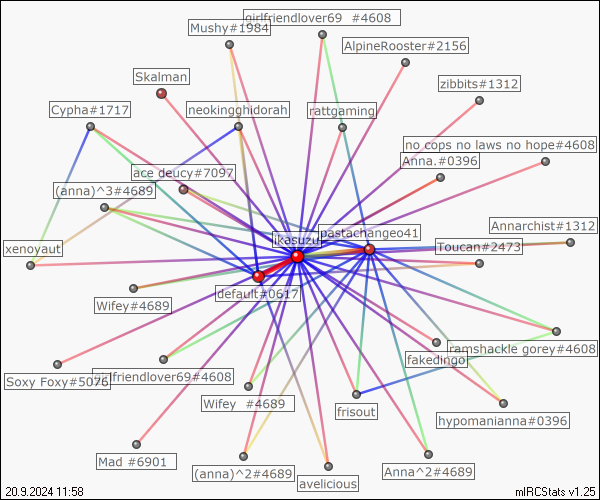 girlfriendlover69 #4608
Mushy#1984
AlpineRooster#2156
Skalman
zibbits#1312
Cypha#1717
neokingghidorah
rattgaming
no cops no laws no hope#4608
Anna.#0396
ace deucy#7097
(anna)^3#4689
Annarchist#1312
pastachangeo41
ikasuzu
Toucan#2473
xenoyaut
default#0617
Wifey#4689
ramshackle gorey#4608
fakedingo
girlfriendlover69#4608
Soxy Foxy#5076
Wifey #4689
frisout
hypomanianna#0396
Mad #6901
(anna)^2#4689
Anna^2#4689
avelicious
20.9.2024 11:58
mIRCStats v1.25